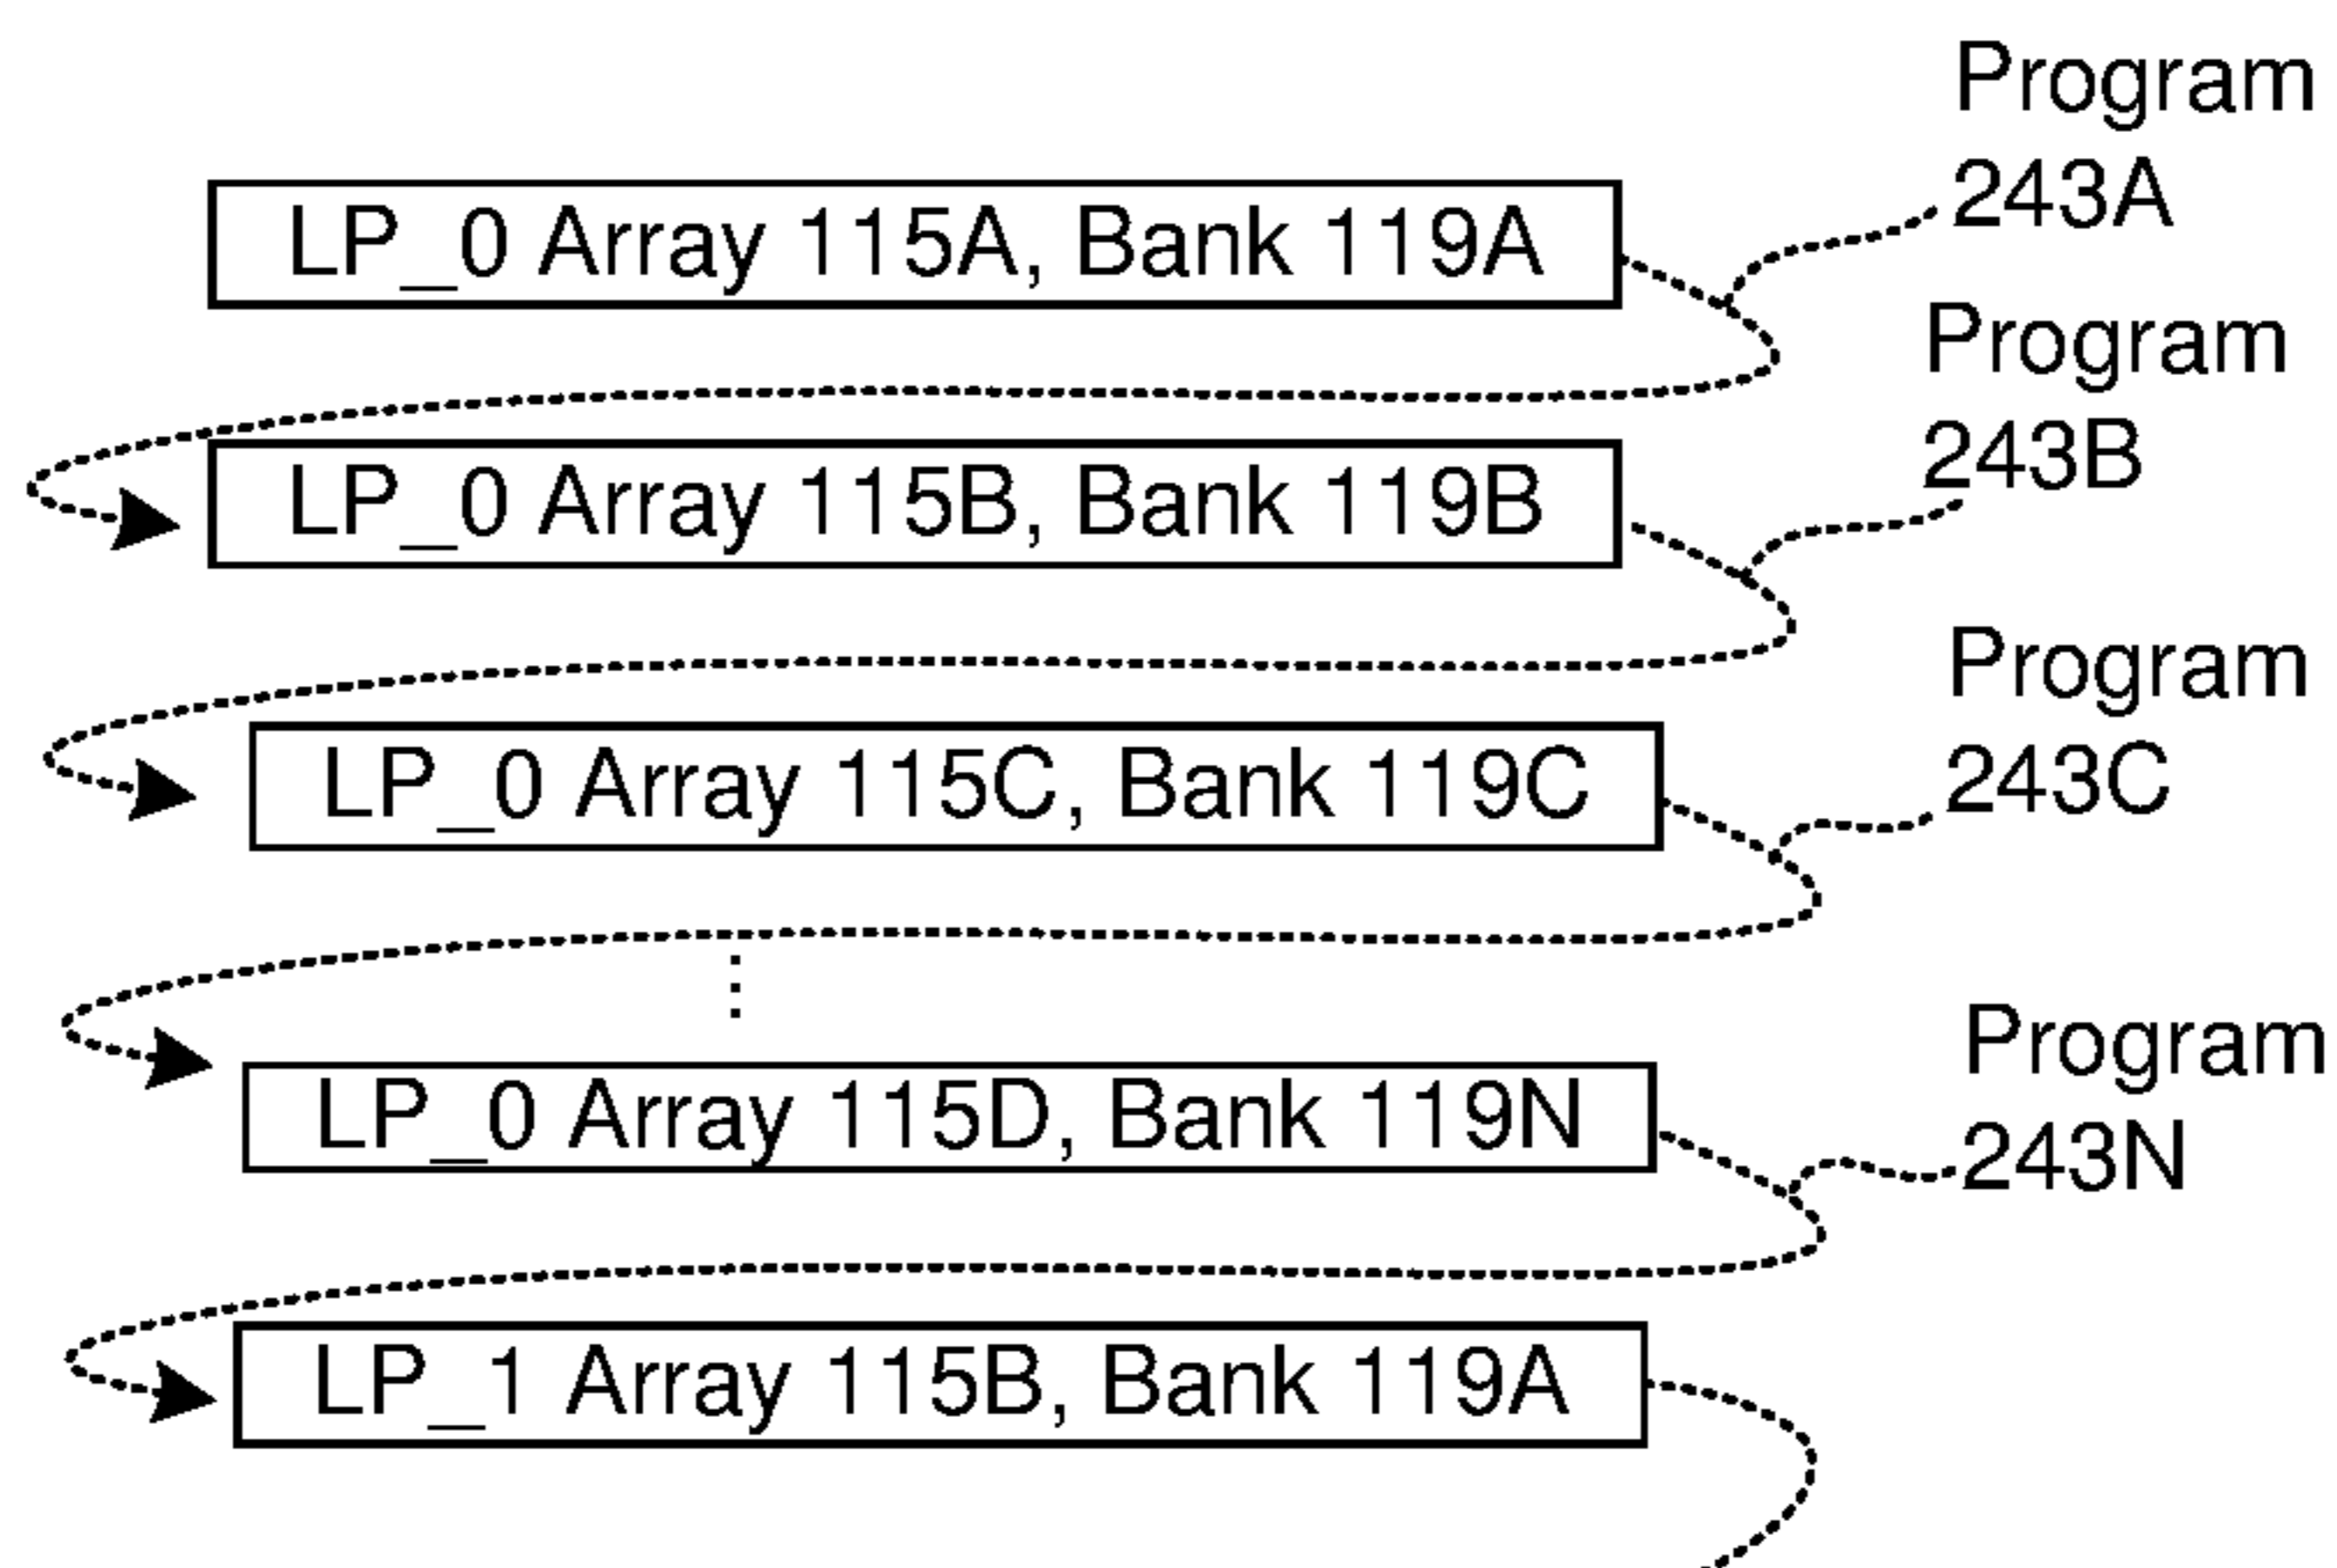 Program
243A
LP_0 Array 115A, Bank 119A
Program
243B
LP_0 Array 115B, Bank 119B
Program
243C
LP_0 Array 115C, Bank 119C
Program
243N
LP_0 Array 115D, Bank 119N
LP_1 Array 115B, Bank 119A